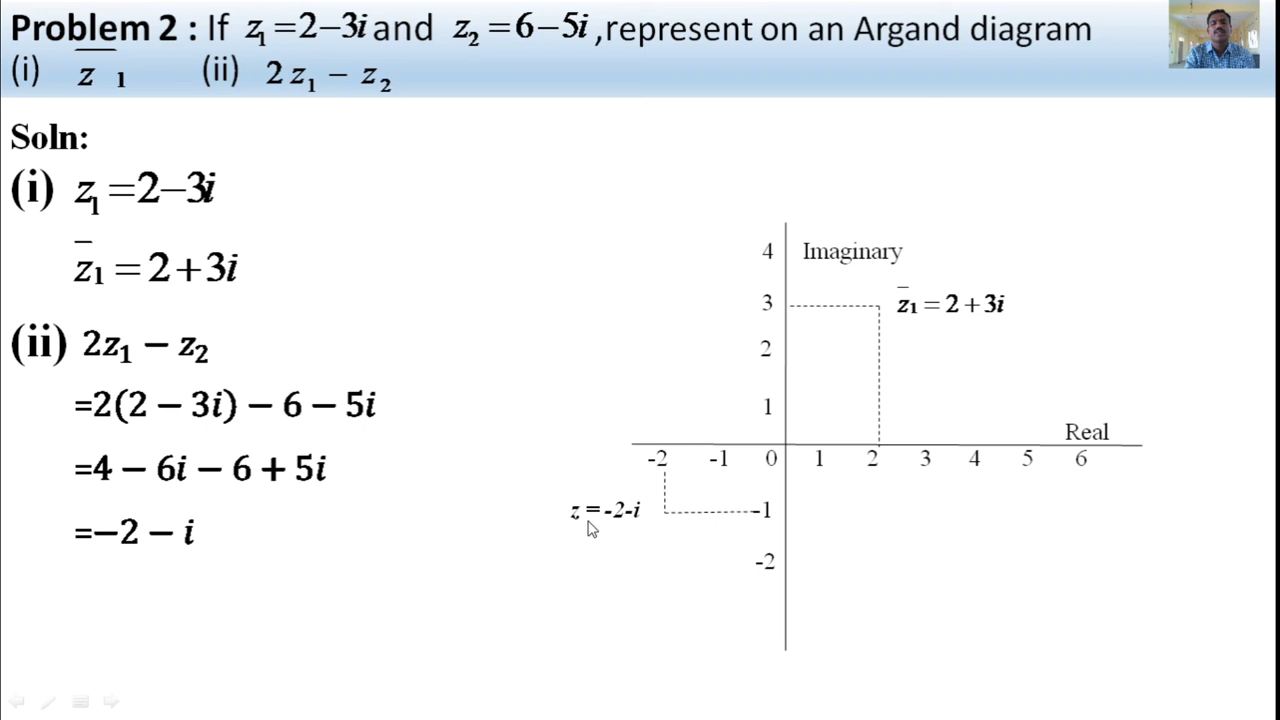 Problem 2 : If z₁=2−3i and z₂=6−5i ,represent on an Argand diagram
(i) z̅ ₁ (ii) 2 z₁ − z₂
Soln:
(i) z₁=2−3i
z̅₁ = 2 + 3i
(ii) 2z₁ − z₂
=2(2 − 3i) − 6 − 5i
=4 − 6i − 6 + 5i
=−2 − i
4 Imaginary
3 z̅₁ = 2 + 3i
2
1
Real
-2 -1 0 1 2 3 4 5 6
z = -2-i -1
-2